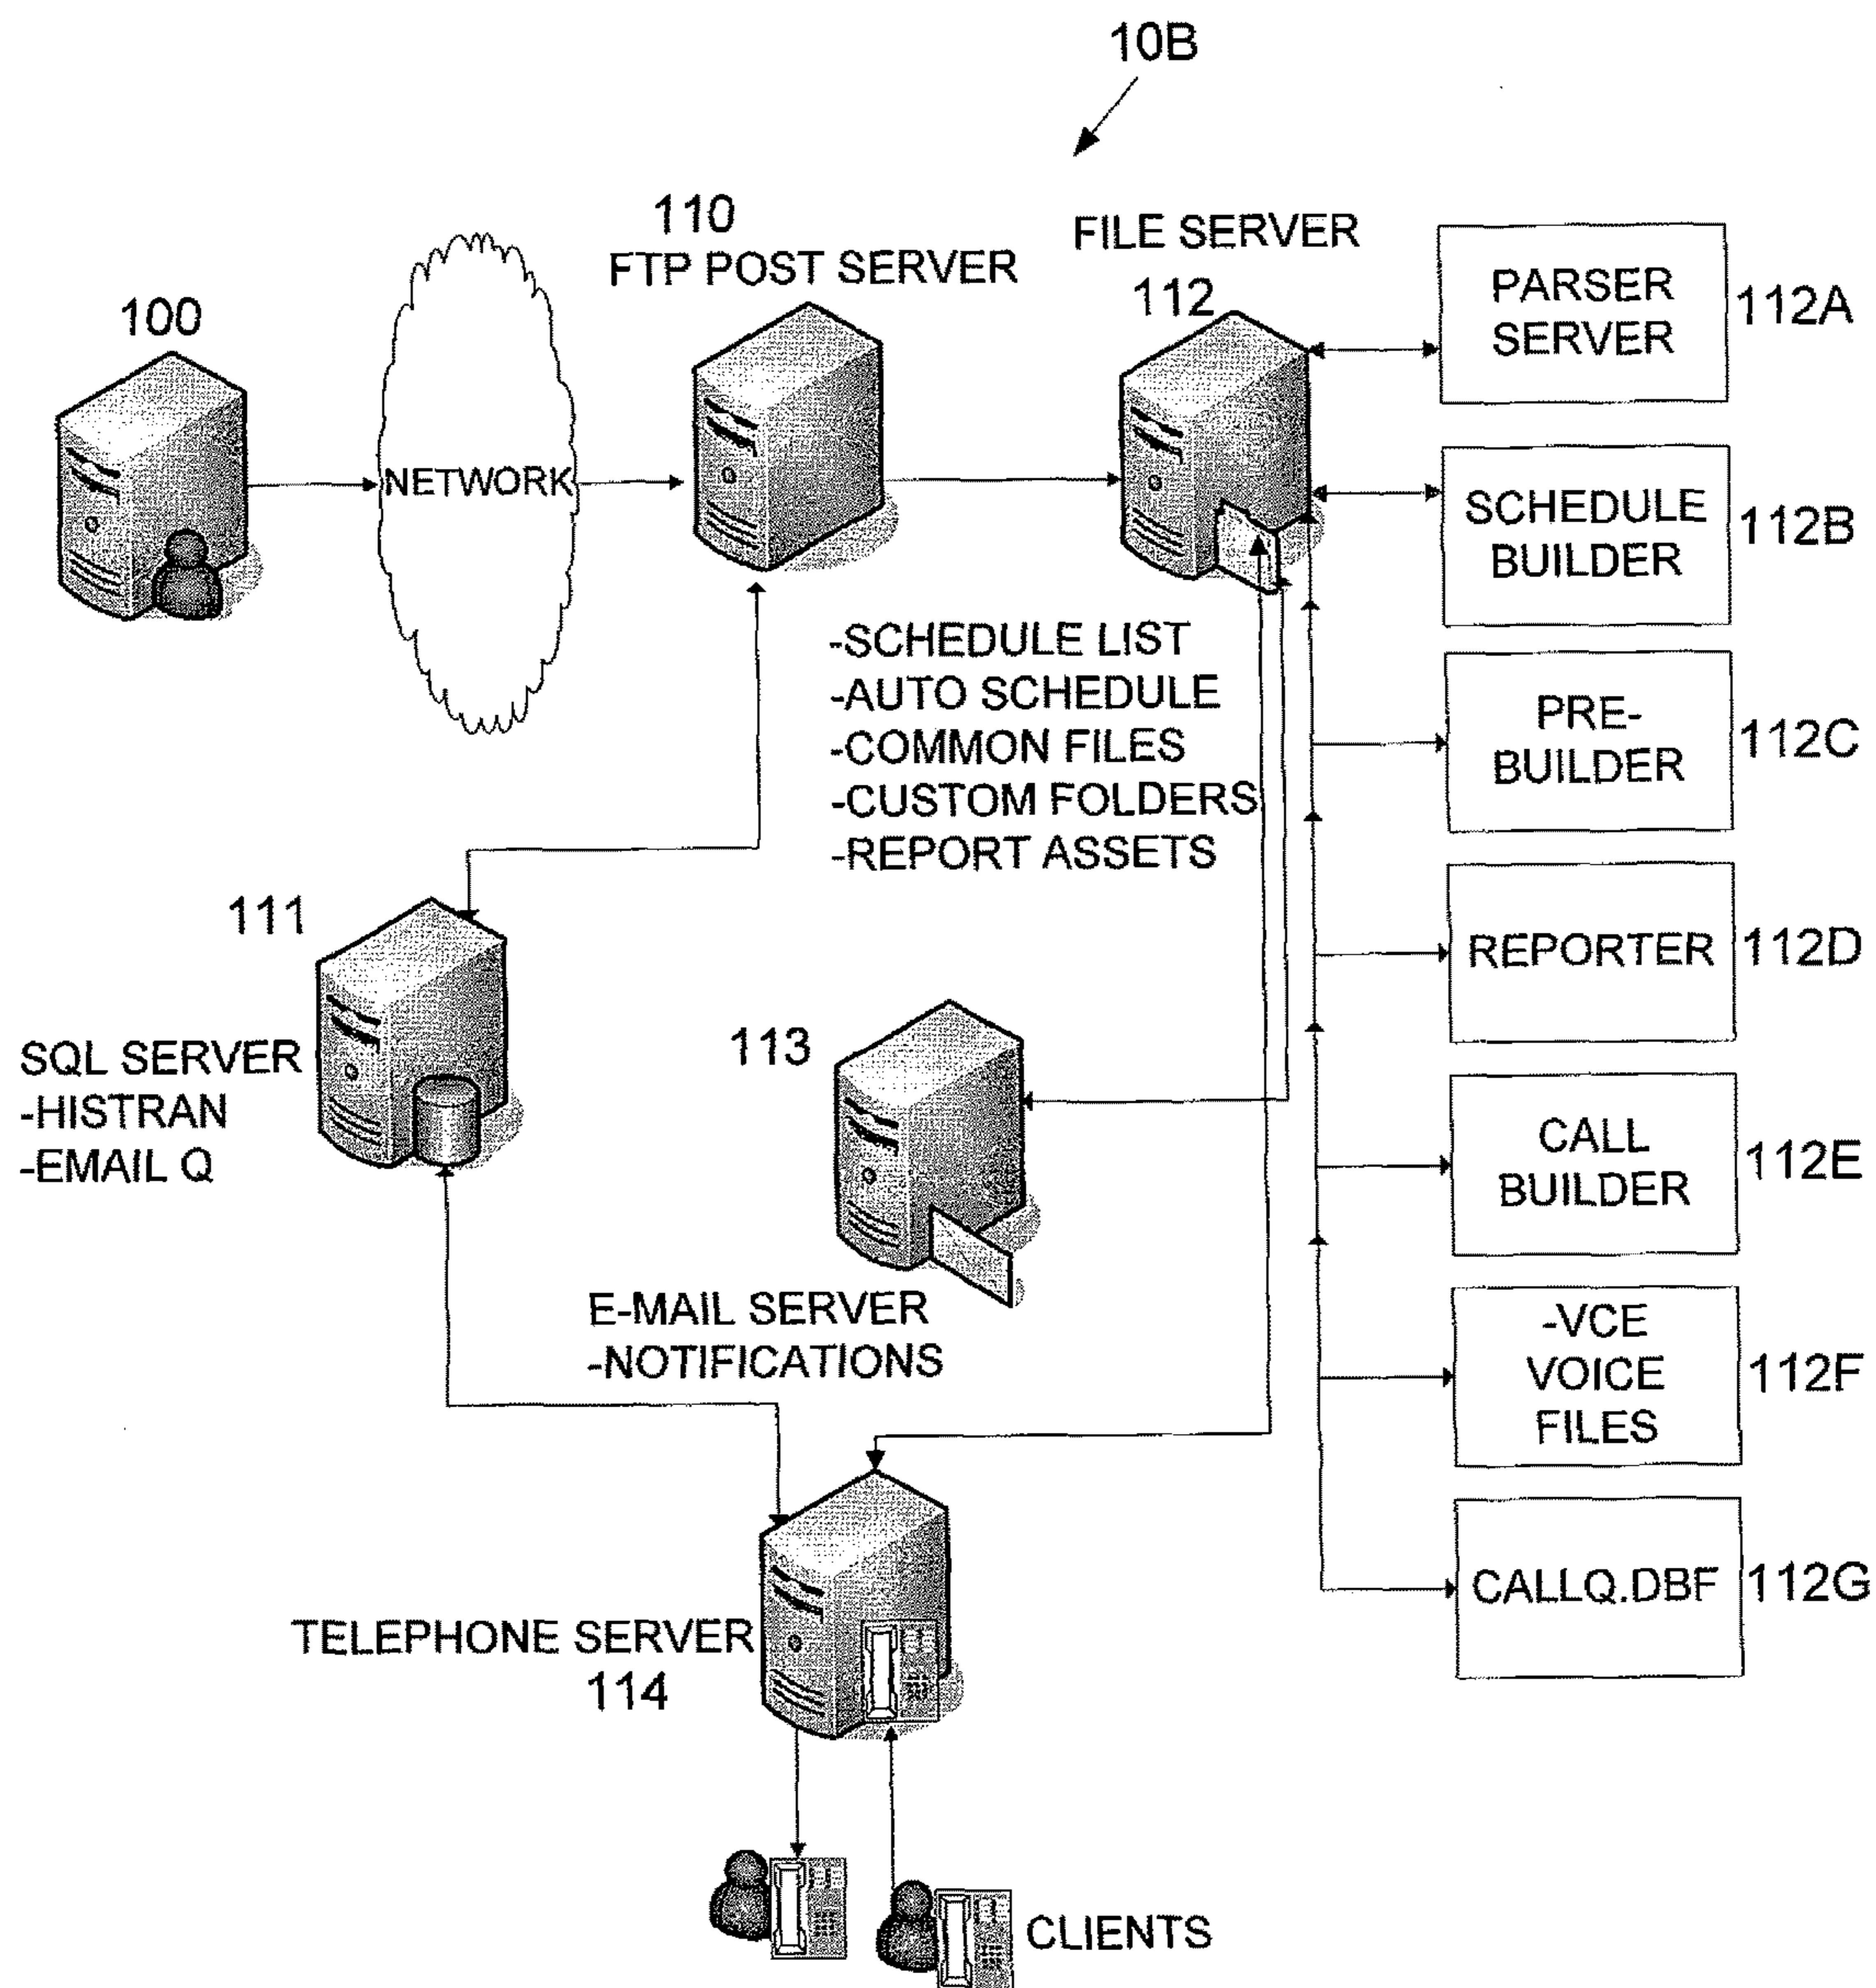 10B
110
FTP POST SERVER
FILE SERVER
112
100
NETWORK
PARSER
SERVER
112A
SCHEDULE
BUILDER
112B
-SCHEDULE LIST
-AUTO SCHEDULE
-COMMON FILES
-CUSTOM FOLDERS
-REPORT ASSETS
PRE-
BUILDER
112C
111
SQL SERVER
-HISTRAN
-EMAIL Q
REPORTER
112D
113
E-MAIL SERVER
-NOTIFICATIONS
CALL
BUILDER
112E
-VCE
VOICE
FILES
112F
CALLQ.DBF
112G
TELEPHONE SERVER
114
CLIENTS